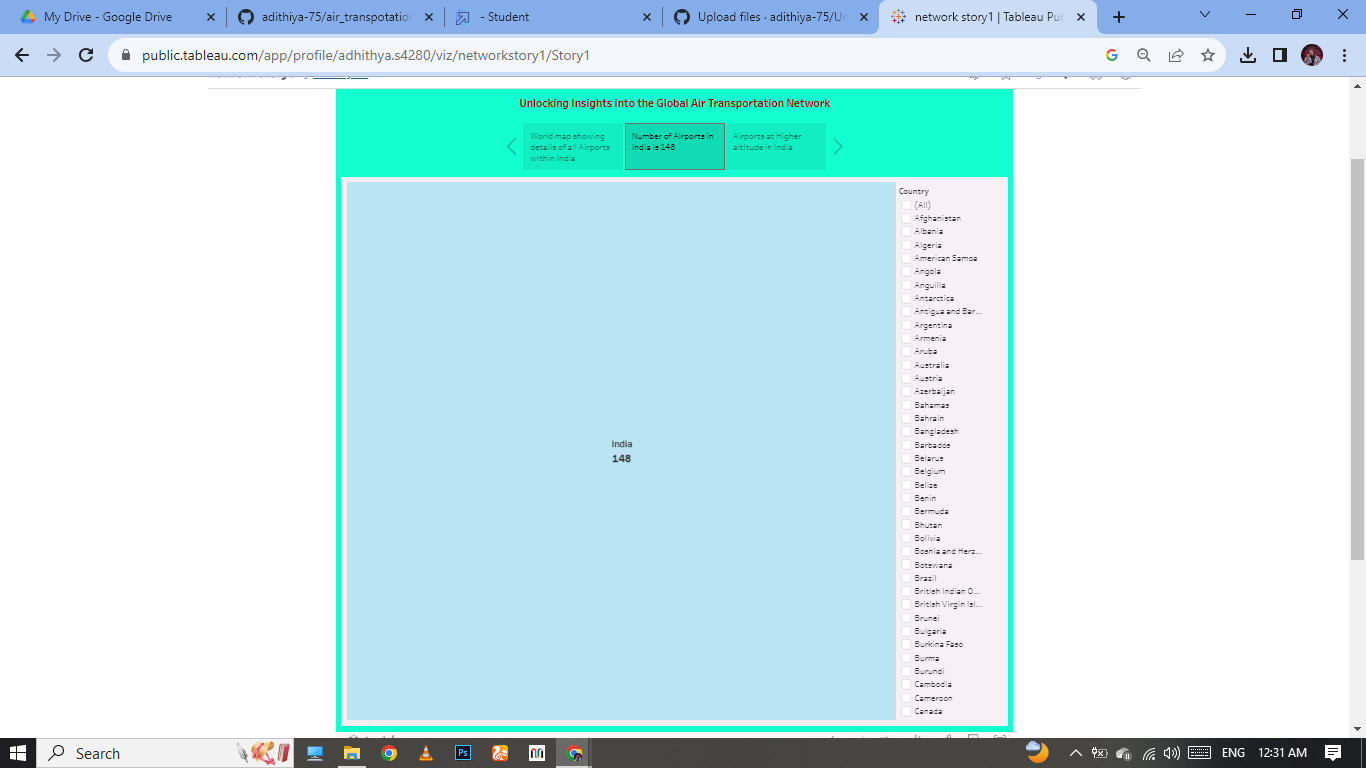 My Drive - Google Drive
adithiya-75/air_transpotation
- Student
Upload files · adithiya-75/Un
network story1 | Tableau Pub
public.tableau.com/app/profile/adhithya.s4280/viz/networkstory1/Story1
Unlocking Insights into the Global Air Transportation Network
World map showing
details of all Airports
within India
Number of Airports in
India is 148
Airports at Higher
altitude in India
India
148
Country
(All)
Afghanistan
Albania
Algeria
American Samoa
Angola
Anguilla
Antarctica
Antigua and Bar...
Argentina
Armenia
Aruba
Australia
Austria
Azerbaijan
Bahamas
Bahrain
Bangladesh
Barbados
Belarus
Belgium
Belize
Benin
Bermuda
Bhutan
Bolivia
Bosnia and Herz...
Botswana
Brazil
British Indian O...
British Virgin Isl...
Brunei
Bulgaria
Burkina Faso
Burma
Burundi
Cambodia
Cameroon
Canada
Search
Ps
ENG
12:31 AM